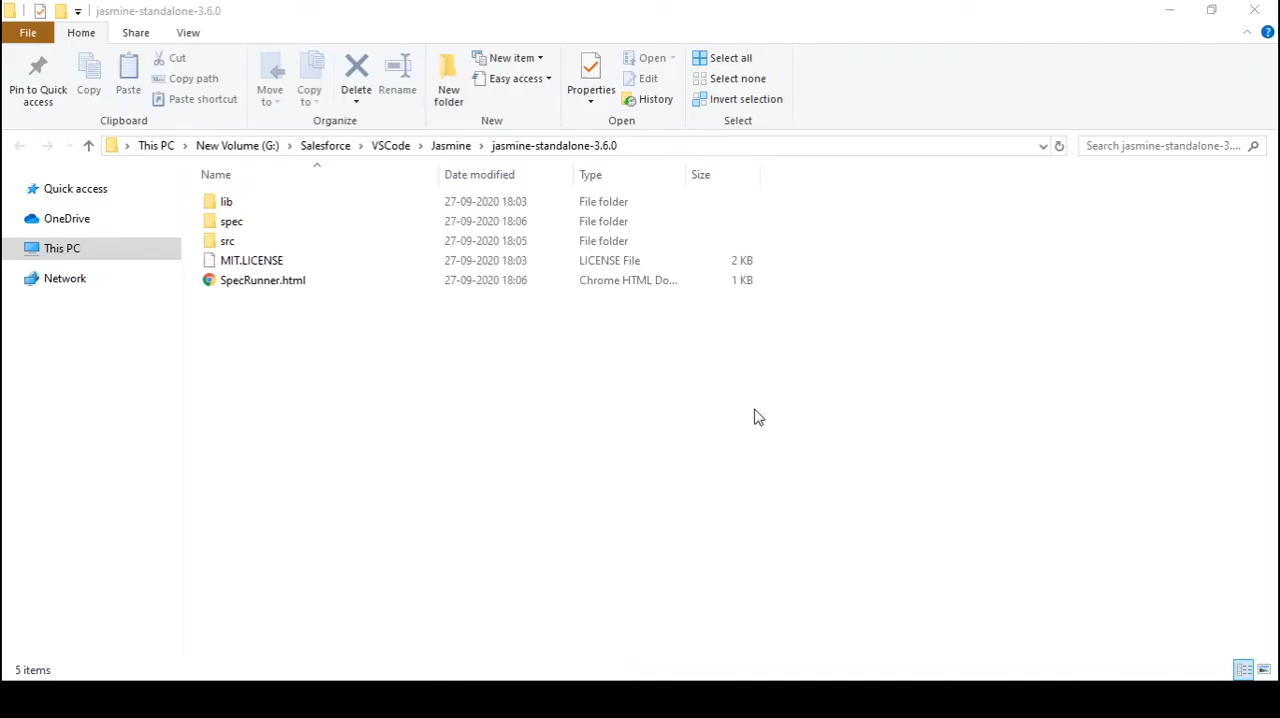 jasmine-standalone-3.6.0
File Home Share View
Pin to Quick access
Copy
Paste
Cut
Copy path
Paste shortcut
Move to
Copy to
Delete
Rename
New folder
New item
Easy access
Properties
Open
Edit
History
Select all
Select none
Invert selection
Clipboard Organize New Open Select
This PC New Volume (G:) Salesforce VSCode Jasmine jasmine-standalone-3.6.0
Search jasmine-standalone-3....
Quick access
OneDrive
This PC
Network
Name Date modified Type Size
lib 27-09-2020 18:03 File folder
spec 27-09-2020 18:06 File folder
src 27-09-2020 18:05 File folder
MIT.LICENSE 27-09-2020 18:03 LICENSE File 2 KB
SpecRunner.html 27-09-2020 18:06 Chrome HTML Do... 1 KB
5 items